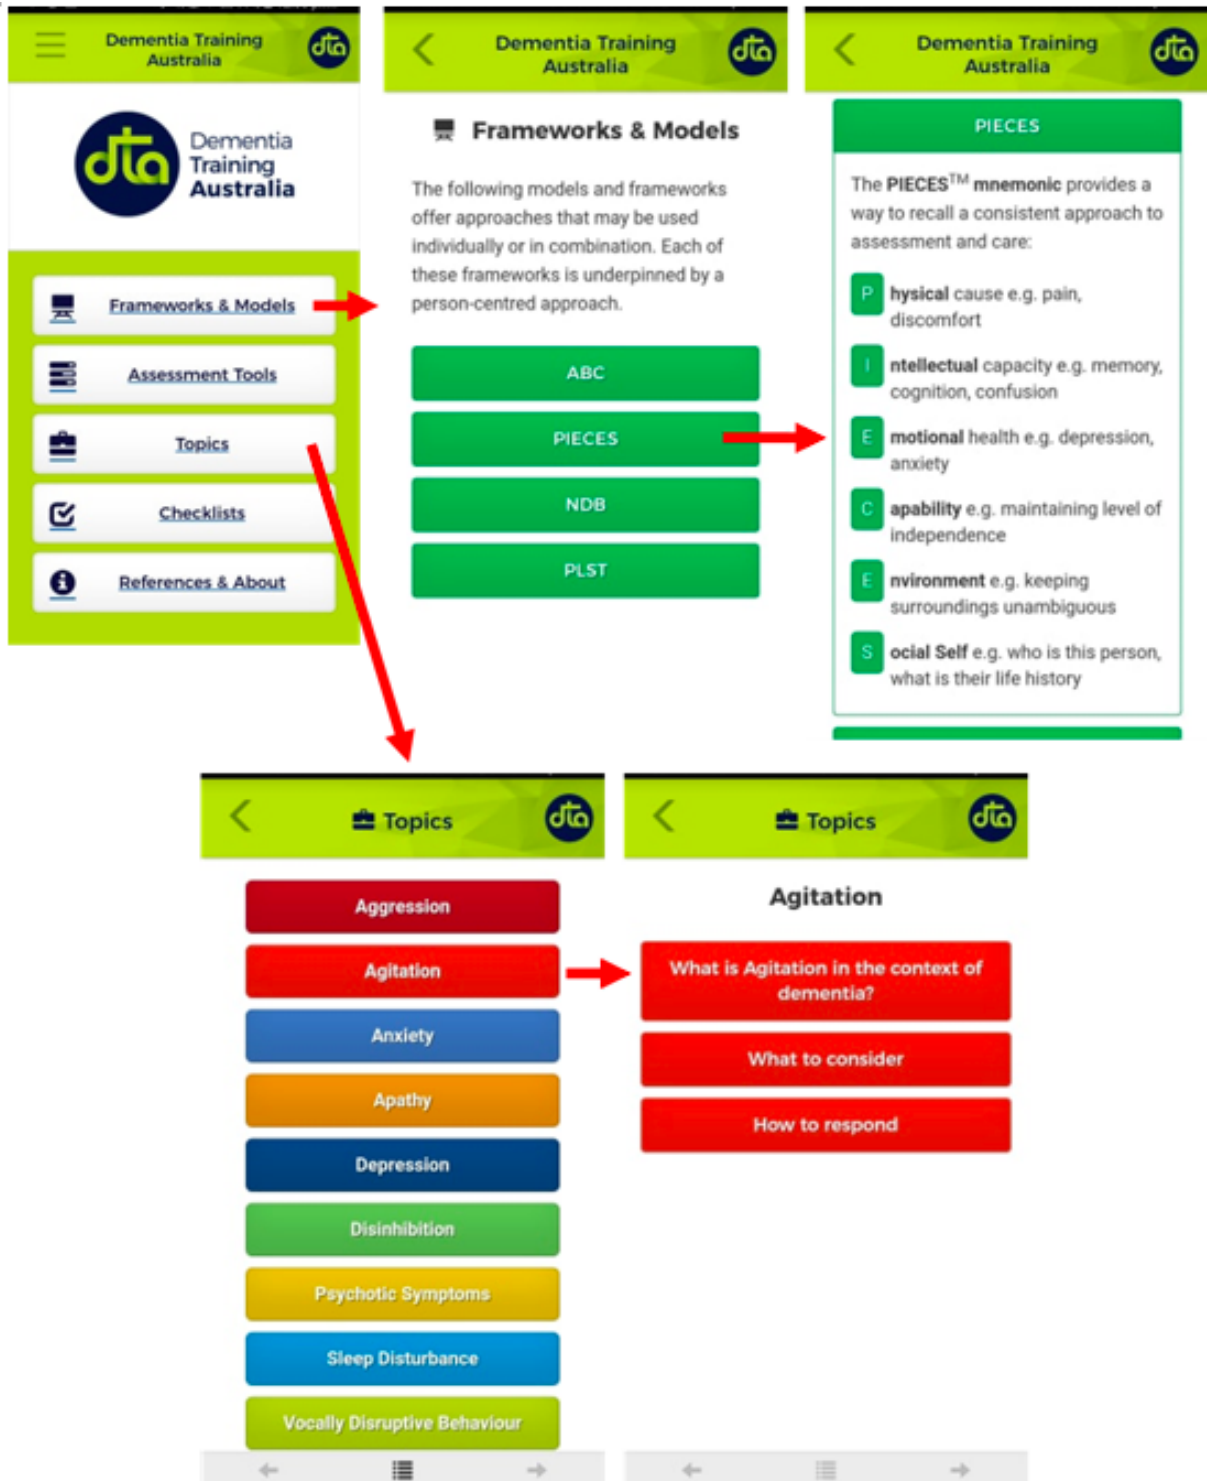 Dementia Training
Australia
dta
dta
Dementia
Training
Australia
Frameworks & Models
Assessment Tools
Topics
Checklists
References & About
Dementia Training
Australia
dta
Frameworks & Models
The following models and frameworks
offer approaches that may be used
individually or in combination. Each of
these frameworks is underpinned by a
person-centred approach.
ABC
PIECES
NDB
PLST
Dementia Training
Australia
dta
PIECES
The PIECES™ mnemonic provides a
way to recall a consistent approach to
assessment and care:
P hysical cause e.g. pain,
discomfort
I ntellectual capacity e.g. memory,
cognition, confusion
E motional health e.g. depression,
anxiety
C apability e.g. maintaining level of
independence
E nvironment e.g. keeping
surroundings unambiguous
S ocial Self e.g. who is this person,
what is their life history
Topics
dta
Aggression
Agitation
Anxiety
Apathy
Depression
Disinhibition
Psychotic Symptoms
Sleep Disturbance
Vocally Disruptive Behaviour
Topics
dta
Agitation
What is Agitation in the context of
dementia?
What to consider
How to respond